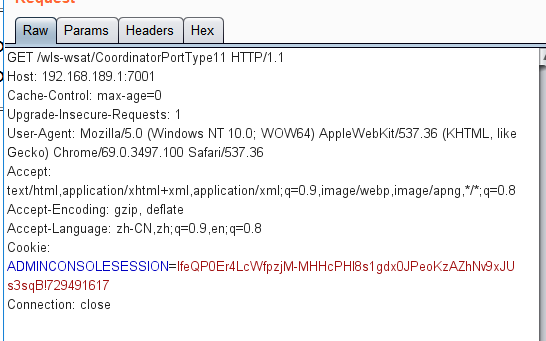 Raw Params Headers Hex
GET /wls-wsat/CoordinatorPortType11 HTTP/1.1
Host: 192.168.189.1:7001
Cache-Control: max-age=0
Upgrade-Insecure-Requests: 1
User-Agent: Mozilla/5.0 (Windows NT 10.0; WOW64) AppleWebKit/537.36 (KHTML, like
Gecko) Chrome/69.0.3497.100 Safari/537.36
Accept:
text/html,application/xhtml+xml,application/xml;q=0.9,image/webp,image/apng,*/*;q=0.8
Accept-Encoding: gzip, deflate
Accept-Language: zh-CN,zh;q=0.9,en;q=0.8
Cookie:
ADMINCONSOLESESSION=IfeQP0Er4LcWfpzjM-MHHcPHI8s1gdx0JPeoKzAZhNv9xJU
s3sqB!729491617
Connection: close